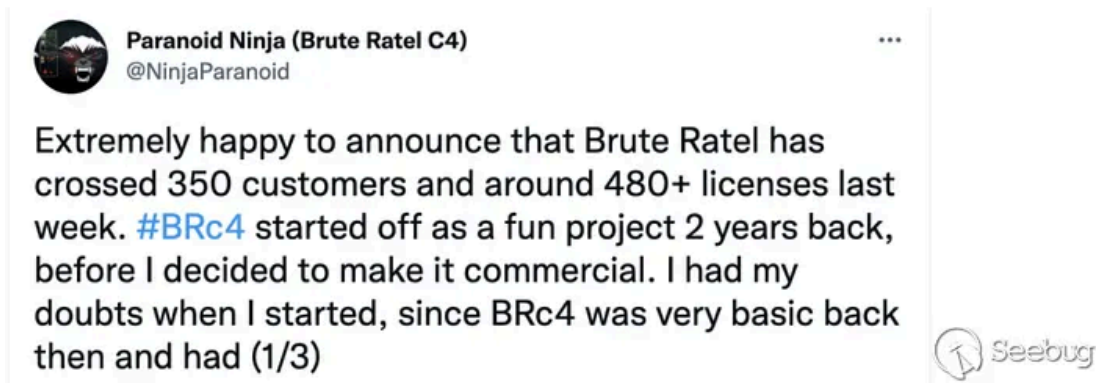 Paranoid Ninja (Brute Ratel C4)
@NinjaParanoid
Extremely happy to announce that Brute Ratel has
crossed 350 customers and around 480+ licenses last
week. #BRc4 started off as a fun project 2 years back,
before I decided to make it commercial. I had my
doubts when I started, since BRc4 was very basic back
then and had (1/3)
Seebug